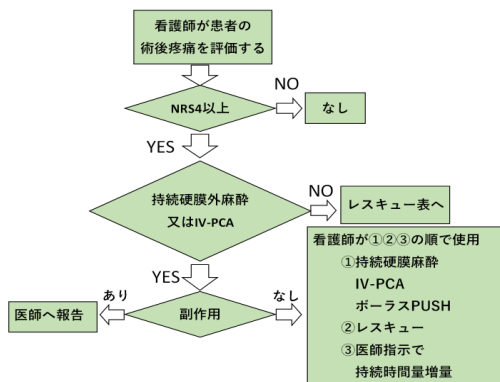 看護師が患者の
術後疼痛を評価する
NRS4以上
NO
なし
YES
持続硬膜外麻酔
又はIV-PCA
NO
レスキュー表へ
YES
副作用
あり
医師へ報告
なし
看護師が①②③の順で使用
①持続硬膜麻酔
IV-PCA
ボーラスPUSH
②レスキュー
③医師指示で
持続時間量増量